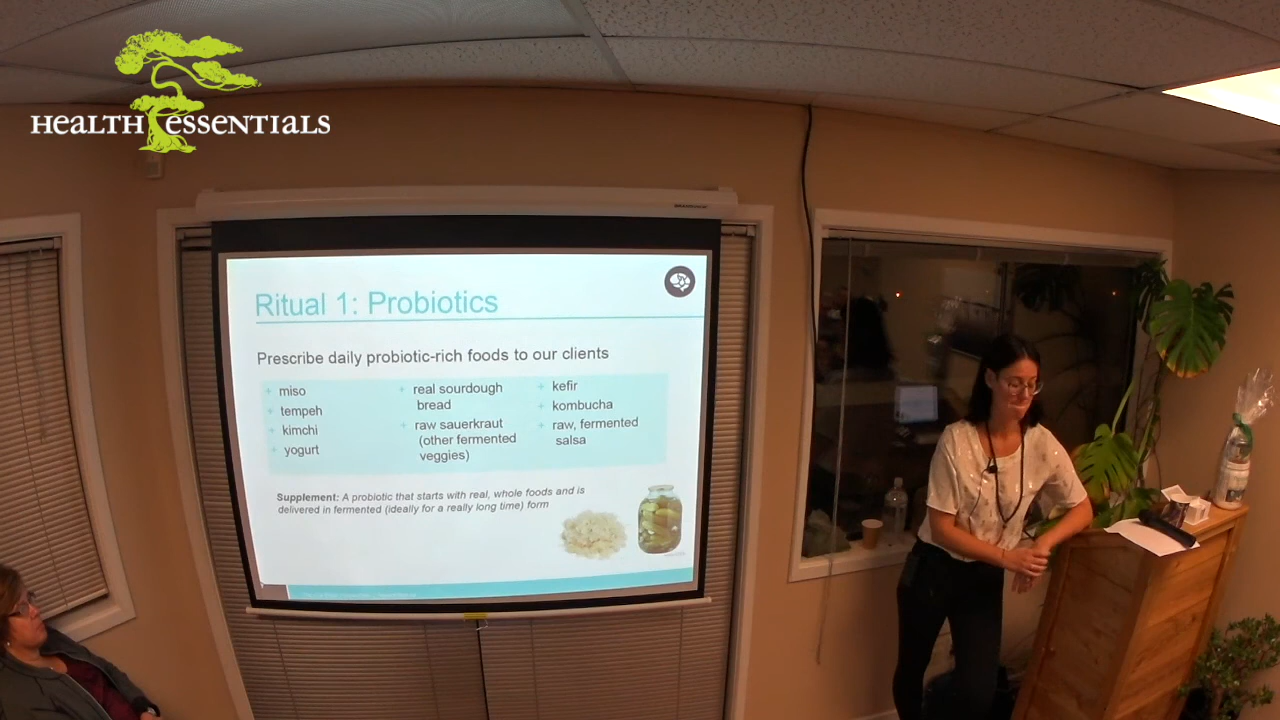 HEALTH ESSENTIALS
Ritual 1: Probiotics
Prescribe daily probiotic-rich foods to our clients
miso
tempeh
kimchi
yogurt
real sourdough
bread
raw sauerkraut
(other fermented
veggies)
kefir
kombucha
raw, fermented
salsa
Supplement: A probiotic that starts with real, whole foods and is
delivered in fermented (ideally for a really long time) form